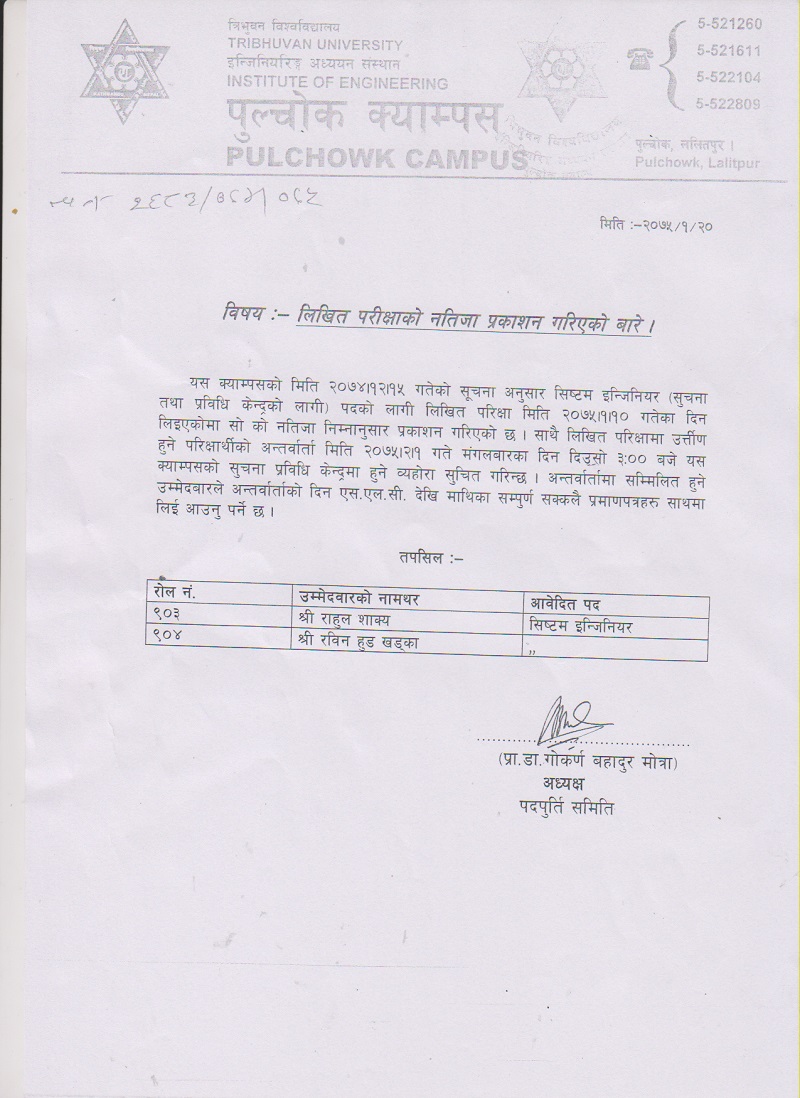 त्रिभुवन विश्वविद्यालय
TRIBHUVAN UNIVERSITY
इन्जिनियरिङ्ग अध्ययन संस्थान
INSTITUTE OF ENGINEERING
पुल्चोक क्याम्पस
PULCHOWK CAMPUS
5-521260
5-521611
5-522104
5-522809
पुल्चोक, ललितपुर ।
Pulchowk, Lalitpur
मिति :–२०७५/१/२०
विषय :– लिखित परीक्षाको नतिजा प्रकाशन गरिएको बारे ।
यस क्याम्पसको मिति २०७४।१२।१५ गतेको सूचना अनुसार सिष्टम इन्जिनियर (सुचना
तथा प्रविधि केन्द्रको लागी) पदको लागी लिखित परिक्षा मिति २०७५।१।१० गतेका दिन
लिइएकोमा सो को नतिजा निम्नानुसार प्रकाशन गरिएको छ । साथै लिखित परिक्षामा उर्त्तीण
हुने परिक्षार्थीको अन्तर्वार्ता मिति २०७५।२।१ गते मंगलबारका दिन दिउसो ३:०० बजे यस
क्याम्पसको सुचना प्रविधि केन्द्रमा हुने व्यहोरा सुचित गरिन्छ । अन्तर्वार्तामा सम्मिलित हुने
उम्मेदवारले अन्तर्वार्ताको दिन एस.एल.सी. देखि माथिका सम्पुर्ण सक्कलै प्रमाणपत्रहरु साथमा
लिई आउनु पर्ने छ ।
तपसिल :–
रोल नं. उम्मेदवारको नामथर आवेदित पद
९०३ श्री राहुल शाक्य सिष्टम इन्जिनियर
९०४ श्री रविन हुड खड्का ,,
(प्रा.डा.गोकर्ण बहादुर मोत्रा)
अध्यक्ष
पदपुर्ति समिति